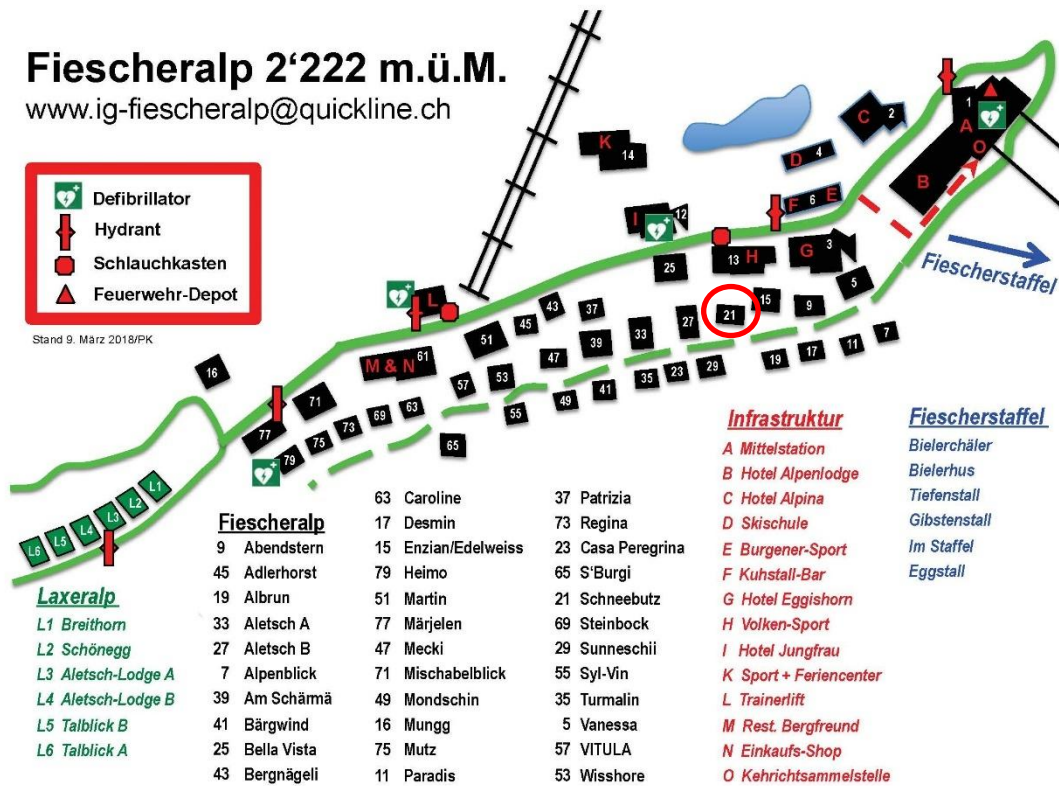 Fiescheralp 2‘222 m.ü.M.
www.ig-fiescheralp@quickline.ch
Defibrillator
Hydrant
Schlauchkasten
Feuerwehr-Depot
Stand 9. März 2018/PK
K
14
C
2
1
A
O
B
D
4
F
6
E
I
12
25
13
H
G
3
5
Fiescherstaffel
L
M & N
61
51
45
43
37
39
33
27
21
15
9
7
11
17
19
29
23
35
41
49
55
47
53
57
63
69
73
75
79
65
16
71
77
L1
L2
L3
L4
L5
L6
Laxeralp
L1 Breithorn
L2 Schönegg
L3 Aletsch-Lodge A
L4 Aletsch-Lodge B
L5 Talblick B
L6 Talblick A
Fiescheralp
9 Abendstern
45 Adlerhorst
19 Albrun
33 Aletsch A
27 Aletsch B
7 Alpenblick
39 Am Schärmä
41 Bärgwind
25 Bella Vista
43 Bergnägeli
63 Caroline
17 Desmin
15 Enzian/Edelweiss
79 Heimo
51 Martin
77 Märjelen
47 Mecki
71 Mischabelblick
49 Mondschin
16 Mungg
75 Mutz
11 Paradis
37 Patrizia
73 Regina
23 Casa Peregrina
65 S‘Burgi
21 Schneebutz
69 Steinbock
29 Sunneschii
55 Syl-Vin
35 Turmalin
5 Vanessa
57 VITULA
53 Wisshore
Infrastruktur
A Mittelstation
B Hotel Alpenlodge
C Hotel Alpina
D Skischule
E Burgener-Sport
F Kuhstall-Bar
G Hotel Eggishorn
H Volken-Sport
I Hotel Jungfrau
K Sport + Feriencenter
L Trainerlift
M Rest. Bergfreund
N Einkaufs-Shop
O Kehrichtsammelstelle
Fiescherstaffel
Bielerchäler
Bielerhus
Tiefenstall
Gibstenstall
Im Staffel
Eggstall